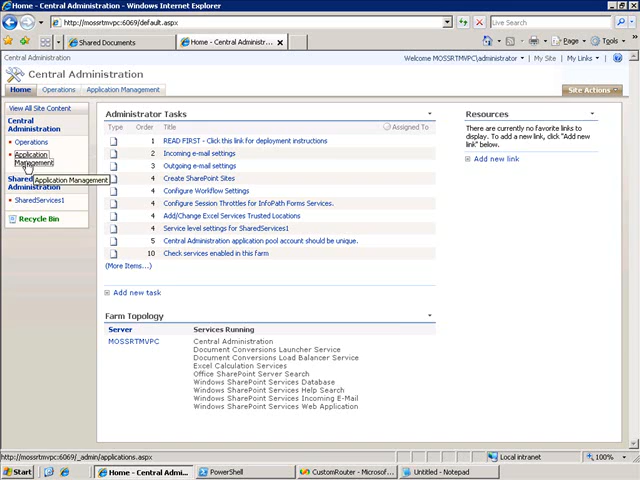 Home - Central Administration - Windows Internet Explorer
http://mossrtmvpc:6069/default.aspx
Live Search
Shared Documents
Home - Central Administr...
Page
Tools
Central Administration
Welcome MOSSRTMVPC\administrator
My Site
My Links
Central Administration
Home
Operations
Application Management
Site Actions
View All Site Content
Central Administration
Operations
Application Management
Application Management
Shared
Administration
SharedServices1
Recycle Bin
Administrator Tasks
Type Order Title Assigned To
1 READ FIRST - Click this link for deployment instructions
2 Incoming e-mail settings
3 Outgoing e-mail settings
4 Create SharePoint Sites
4 Configure Workflow Settings
4 Configure Session Throttles for InfoPath Forms Services.
4 Add/Change Excel Services Trusted Locations
4 Service level settings for SharedServices1
5 Central Administration application pool account should be unique.
10 Check services enabled in this farm
(More Items...)
Add new task
Farm Topology
Server Services Running
MOSSRTMVPC Central Administration
Document Conversions Launcher Service
Document Conversions Load Balancer Service
Excel Calculation Services
Office SharePoint Server Search
Windows SharePoint Services Database
Windows SharePoint Services Help Search
Windows SharePoint Services Incoming E-Mail
Windows SharePoint Services Web Application
Resources
There are currently no favorite links to
display. To add a new link, click "Add new
link" below.
Add new link
http://mossrtmvpc:6069/_admin/applications.aspx
Local intranet
100%
Start
Home - Central Admi...
PowerShell
CustomRouter - Microsof...
Untitled - Notepad